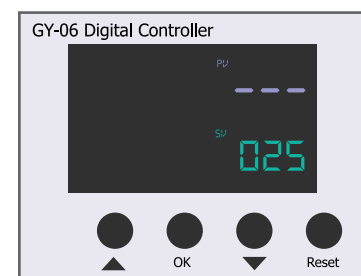 GY-06 Digital Controller
PV
---
SV
025
OK
Reset